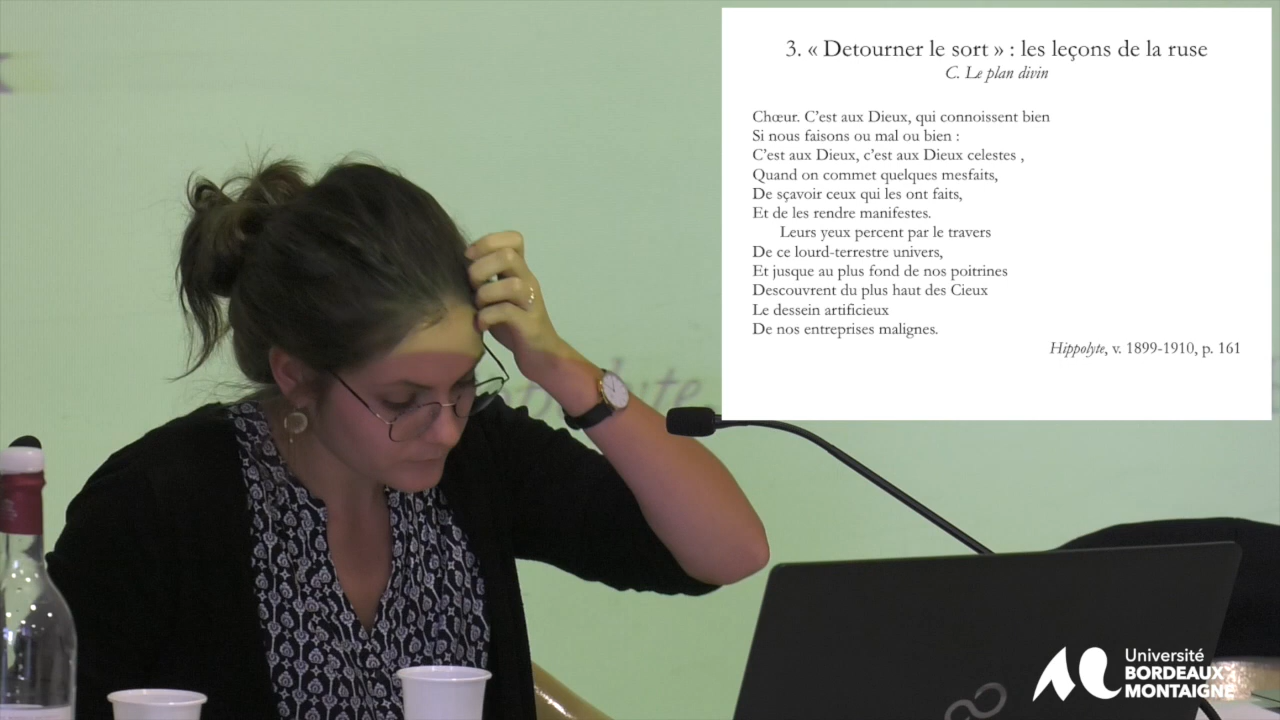 3. « Detourner le sort » : les leçons de la ruse
C. Le plan divin
Chœur. C'est aux Dieux, qui connoissent bien
Si nous faisons ou mal ou bien :
C'est aux Dieux, c'est aux Dieux celestes ,
Quand on commet quelques mesfaits,
De sçavoir ceux qui les ont faits,
Et de les rendre manifestes.
Leurs yeux percent par le travers
De ce lourd-terrestre univers,
Et jusque au plus fond de nos poitrines
Descouvrent du plus haut des Cieux
Le dessein artificieux
De nos entreprises malignes.
Hippolyte, v. 1899-1910, p. 161
Université
BORDEAUX
MONTAIGNE